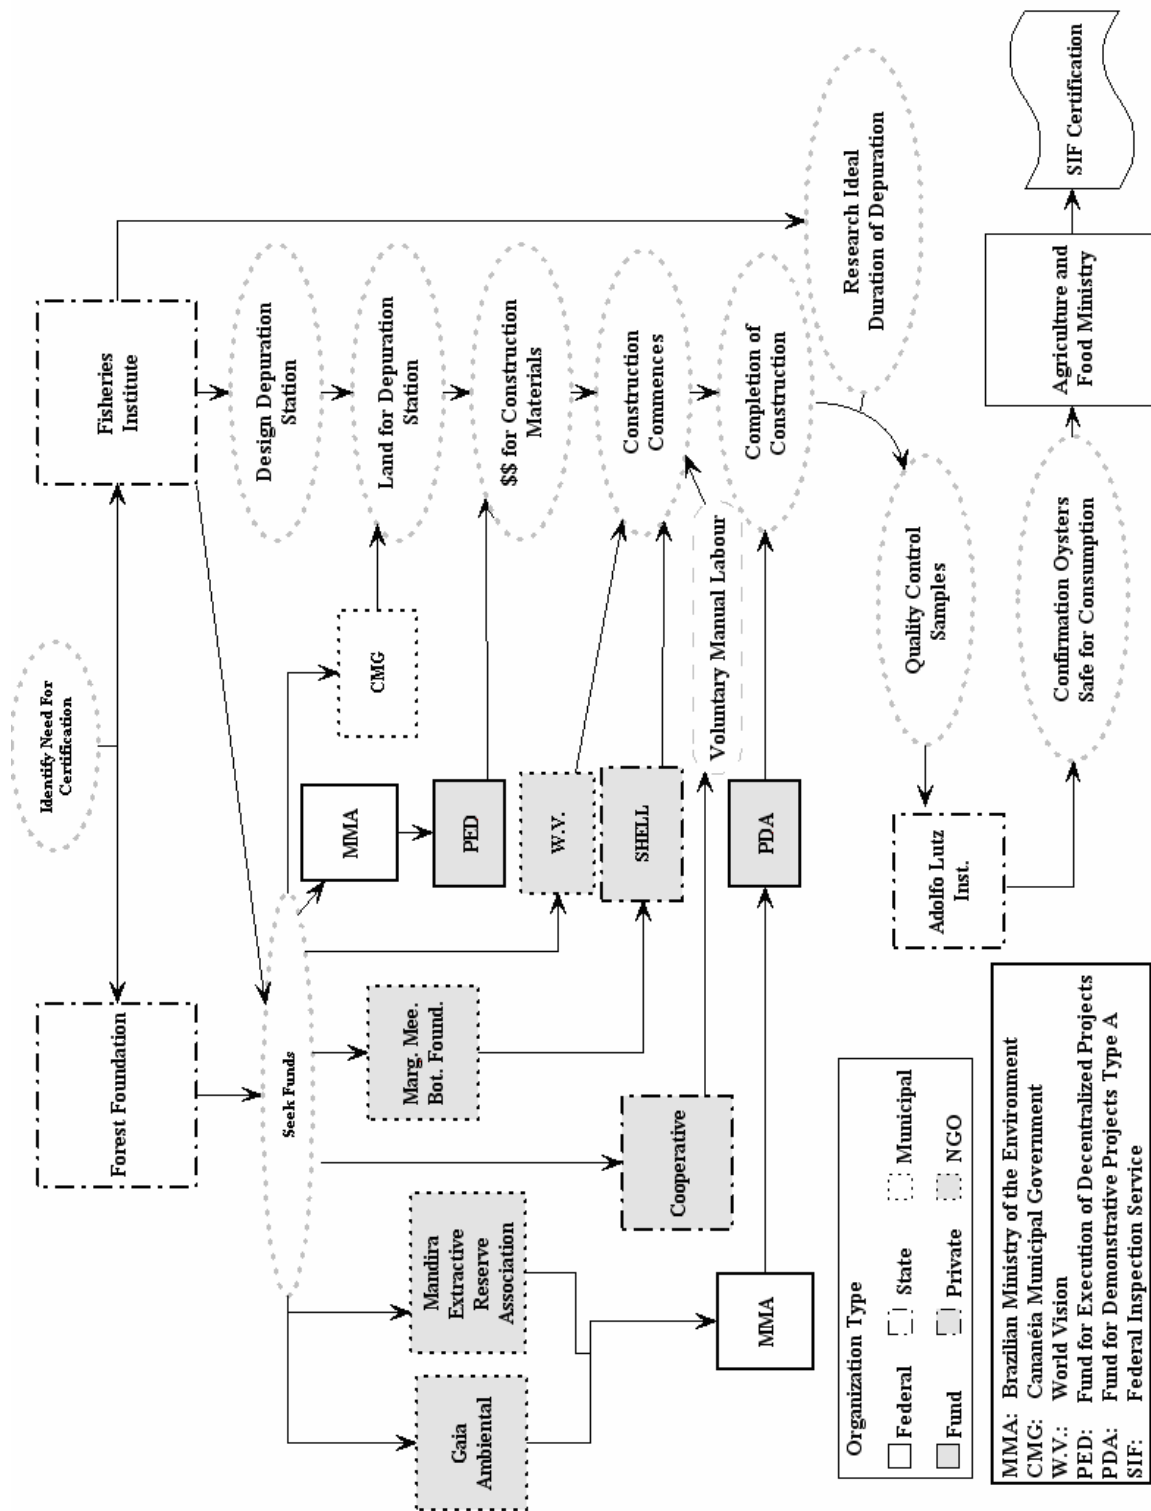 Identify Need For
Certification
Forest Foundation
Fisheries
Institute
Seek Funds
Design Depuration
Station
Land for Depuration
Station
$$ for Construction
Materials
Construction
Commences
Completion of
Construction
Research Ideal
Duration of Depuration
CMG
MMA
PED
W.V.
SHELL
Marg. Mee.
Bot. Found.
Cooperative
Voluntary Manual Labour
Mandira
Extractive
Reserve
Association
Gaia
Ambiental
MMA
PDA
Quality Control
Samples
Adolfo Lutz
Inst.
Confirmation Oysters
Safe for Consumption
Agriculture and
Food Ministry
SIF Certification
Organization Type
Federal State Municipal
Fund Private NGO
MMA: Brazilian Ministry of the Environment
CMG: Cananéia Municipal Government
W.V.: World Vision
PED: Fund for Execution of Decentralized Projects
PDA: Fund for Demonstrative Projects Type A
SIF: Federal Inspection Service